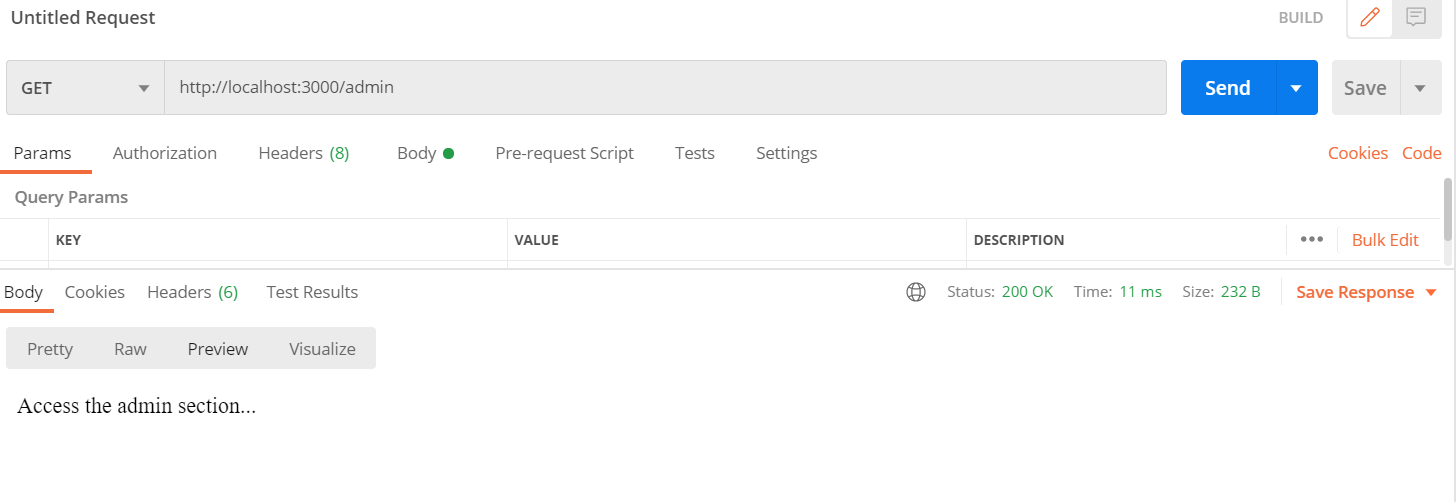 Untitled Request BUILD
GET http://localhost:3000/admin Send Save
Params Authorization Headers (8) Body Pre-request Script Tests Settings Cookies Code
Query Params
KEY VALUE DESCRIPTION ••• Bulk Edit
Body Cookies Headers (6) Test Results Status: 200 OK Time: 11 ms Size: 232 B Save Response
Pretty Raw Preview Visualize
Access the admin section...